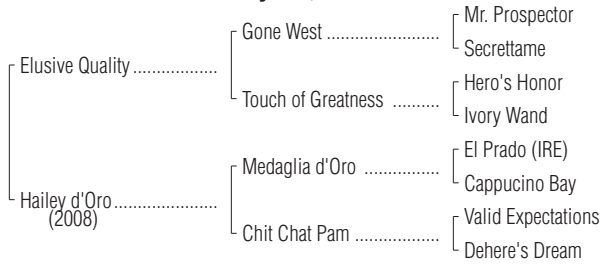 Mr. Prospector
Gone West ....................
Secrettame
Elusive Quality ..................
Hero's Honor
Touch of Greatness ..........
Ivory Wand
El Prado (IRE)
Medaglia d'Oro ................
Cappucino Bay
Hailey d'Oro ......................
(2008)
Valid Expectations
Chit Chat Pam ..................
Dehere's Dream